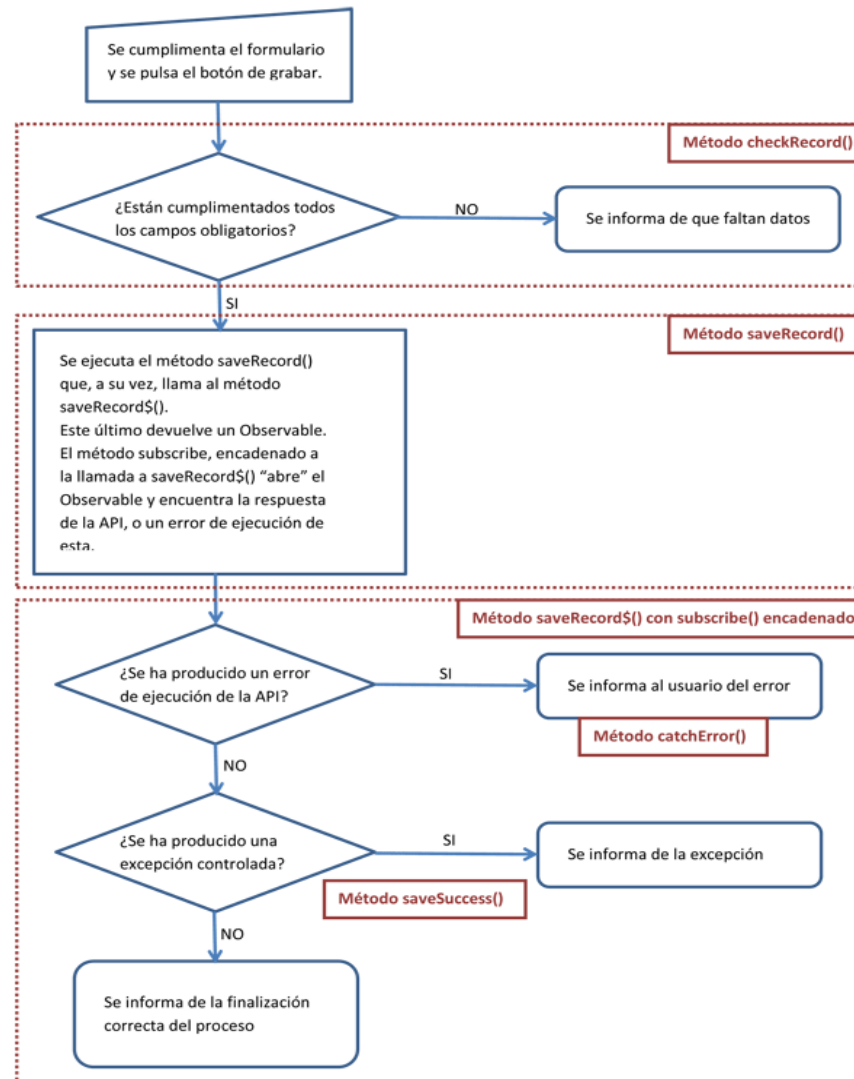 Se cumplimenta el formulario
y se pulsa el botón de grabar.
Método checkRecord()
¿Están cumplimentados todos
los campos obligatorios?
NO
Se informa de que faltan datos
SI
Método saveRecord()
Se ejecuta el método saveRecord()
que, a su vez, llama al método
saveRecord$().
Este último devuelve un Observable.
El método subscribe, encadenado a
la llamada a saveRecord$() “abre” el
Observable y encuentra la respuesta
de la API, o un error de ejecución de
esta.
Método saveRecord$() con subscribe() encadenado
¿Se ha producido un error
de ejecución de la API?
SI
Se informa al usuario del error
Método catchError()
NO
¿Se ha producido una
excepción controlada?
SI
Se informa de la excepción
Método saveSuccess()
NO
Se informa de la finalización
correcta del proceso